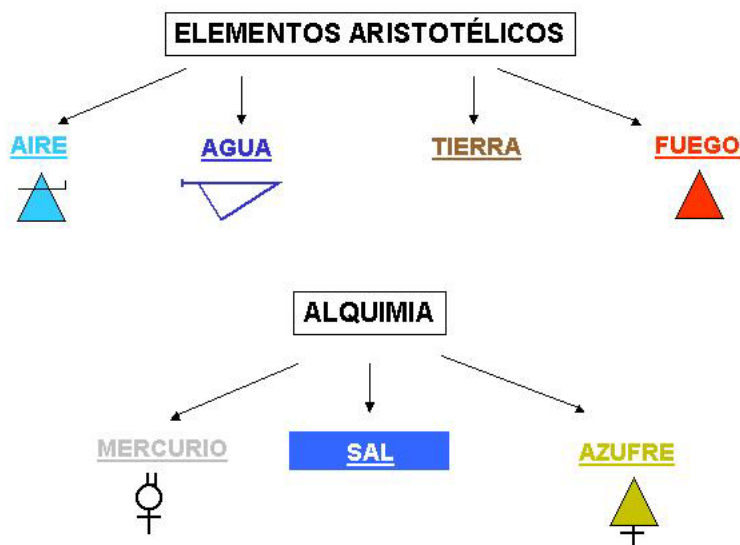 ELEMENTOS ARISTOTÉLICOS
AIRE
AGUA
TIERRA
FUEGO
ALQUIMIA
MERCURIO
SAL
AZUFRE